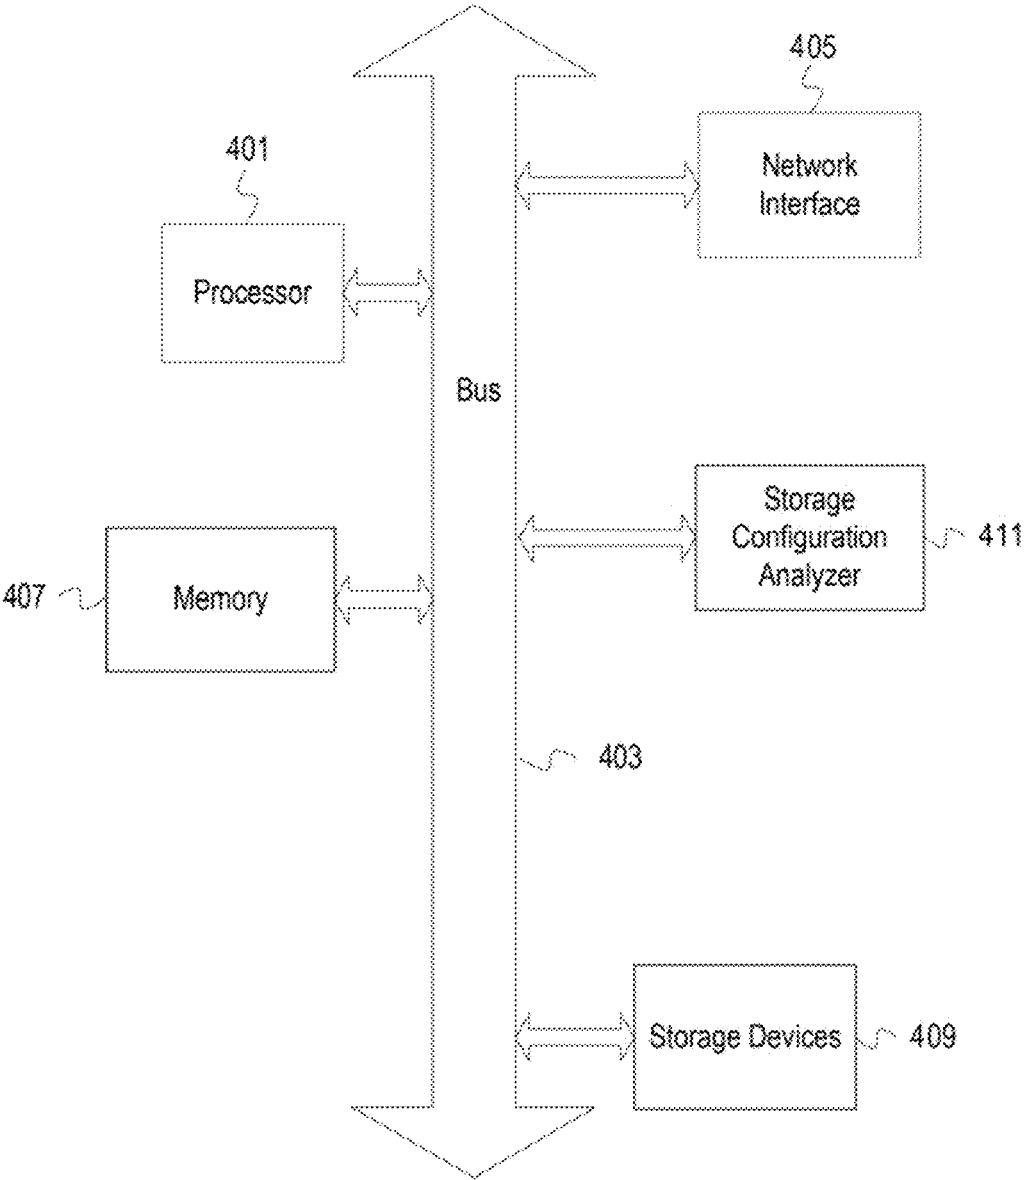 405
Network
Interface
401
Processor
Bus
Storage
Configuration
Analyzer
411
407
Memory
403
Storage Devices
409